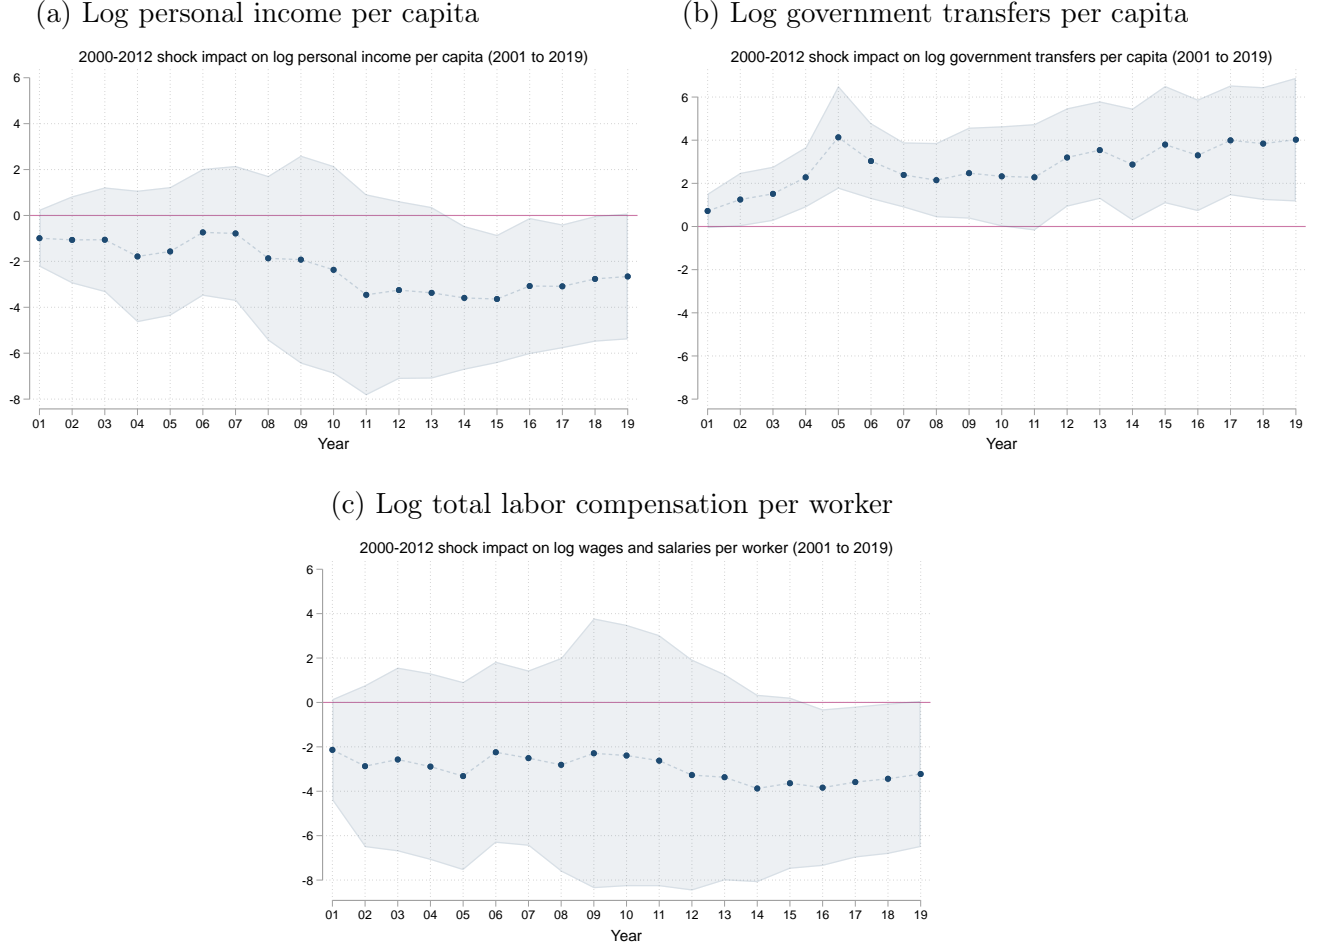 (a) Log personal income per capita
2000-2012 shock impact on log personal income per capita (2001 to 2019)
6
4
2
0
-2
-4
-6
-8
01 02 03 04 05 06 07 08 09 10 11 12 13 14 15 16 17 18 19
Year
(b) Log government transfers per capita
2000-2012 shock impact on log government transfers per capita (2001 to 2019)
6
4
2
0
-2
-4
-6
-8
01 02 03 04 05 06 07 08 09 10 11 12 13 14 15 16 17 18 19
Year
(c) Log total labor compensation per worker
2000-2012 shock impact on log wages and salaries per worker (2001 to 2019)
6
4
2
0
-2
-4
-6
-8
01 02 03 04 05 06 07 08 09 10 11 12 13 14 15 16 17 18 19
Year